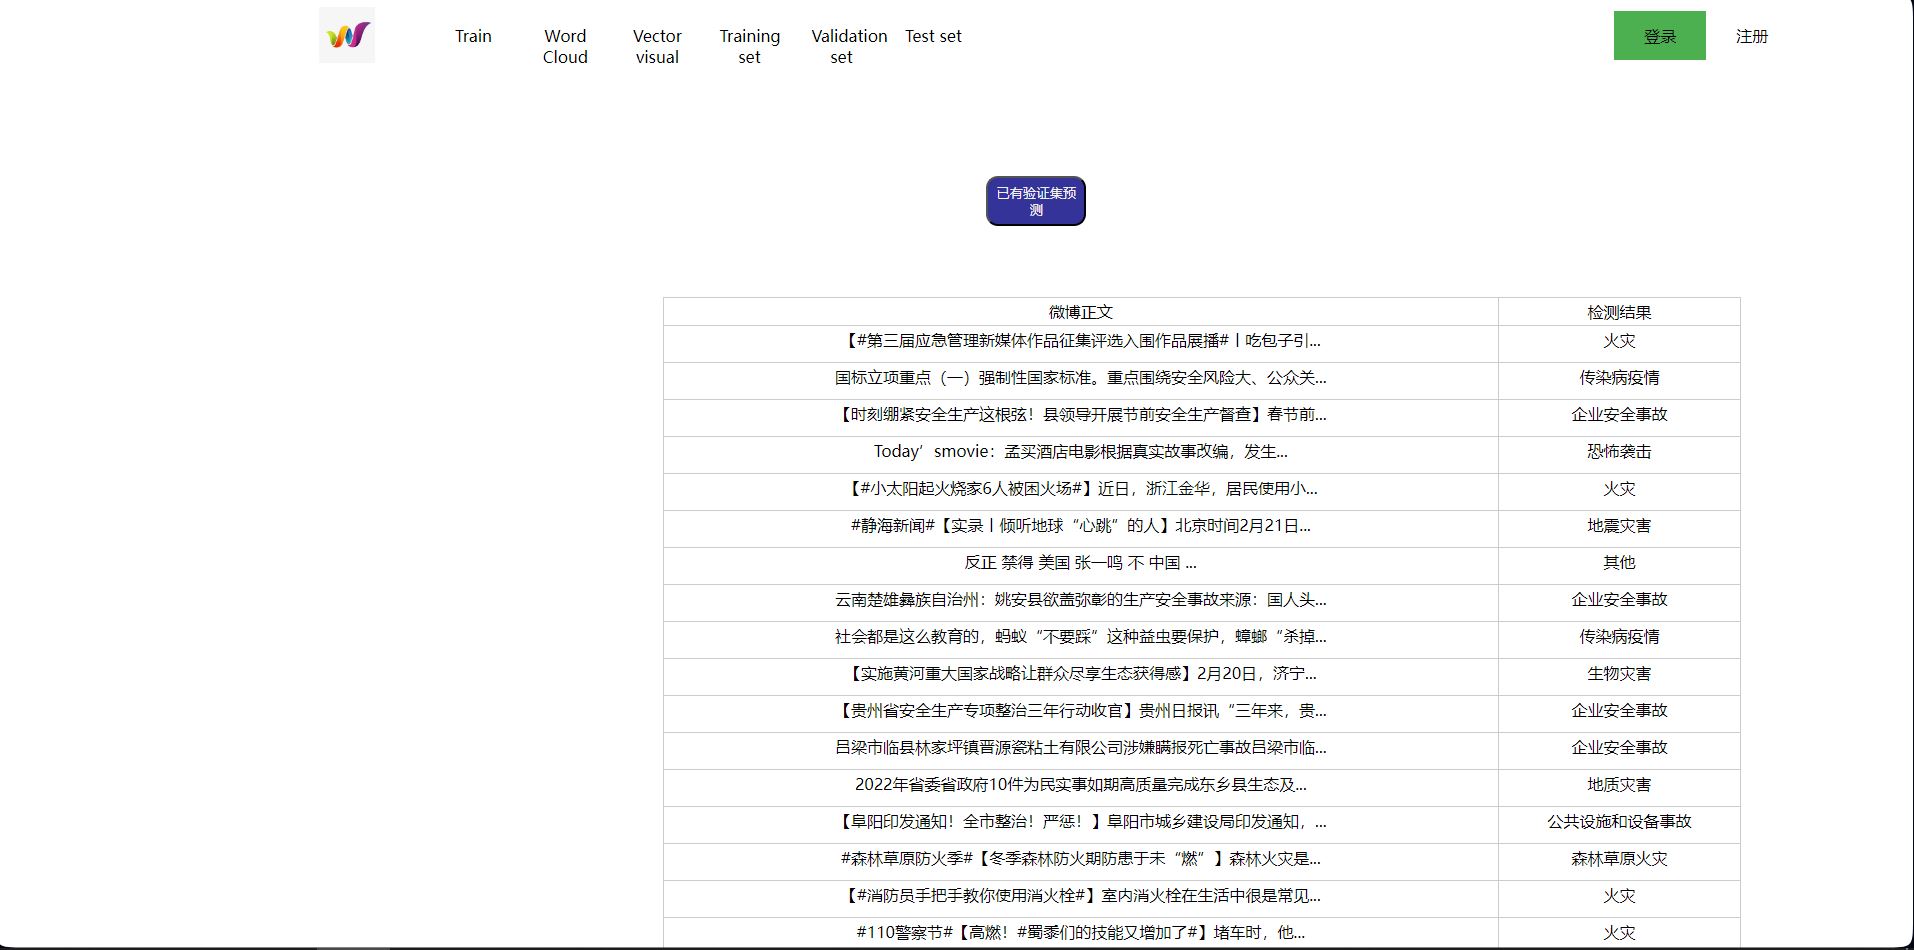 Train
Word Cloud
Vector visual
Training set
Validation set
Test set
登录
注册
已有验证集预
测
微博正文 检测结果
【#第三届应急管理新媒体作品征集评选入围作品展播#丨吃包子引... 火灾
国标立项重点（一）强制性国家标准。重点围绕安全风险大、公众关... 传染病疫情
【时刻绷紧安全生产这根弦！县领导开展节前安全生产督查】春节前... 企业安全事故
Today’smovie：孟买酒店电影根据真实故事改编，发生... 恐怖袭击
【#小太阳起火烧家6人被困火场#】近日，浙江金华，居民使用小... 火灾
#静海新闻#【实录丨倾听地球“心跳”的人】北京时间2月21日... 地震灾害
反正 禁得 美国 张一鸣 不 中国 ... 其他
云南楚雄彝族自治州：姚安县欲盖弥彰的生产安全事故来源：国人头... 企业安全事故
社会都是这么教育的，蚂蚁“不要踩”这种益虫要保护，蟑螂“杀掉... 传染病疫情
【实施黄河重大国家战略让群众尽享生态获得感】2月20日，济宁... 生物灾害
【贵州省安全生产专项整治三年行动收官】贵州日报讯“三年来，贵... 企业安全事故
吕梁市临县林家坪镇晋源瓷粘土有限公司涉嫌瞒报死亡事故吕梁市临... 企业安全事故
2022年省委省政府10件为民实事如期高质量完成东乡县生态及... 地质灾害
【阜阳印发通知！全市整治！严惩！】阜阳市城乡建设局印发通知，... 公共设施和设备事故
#森林草原防火季#【冬季森林防火期防患于未“燃”】森林火灾是... 森林草原火灾
【#消防员手把手教你使用消火栓#】室内消火栓在生活中很是常见... 火灾
#110警察节#【高燃！#蜀黍们的技能又增加了#】堵车时，他... 火灾